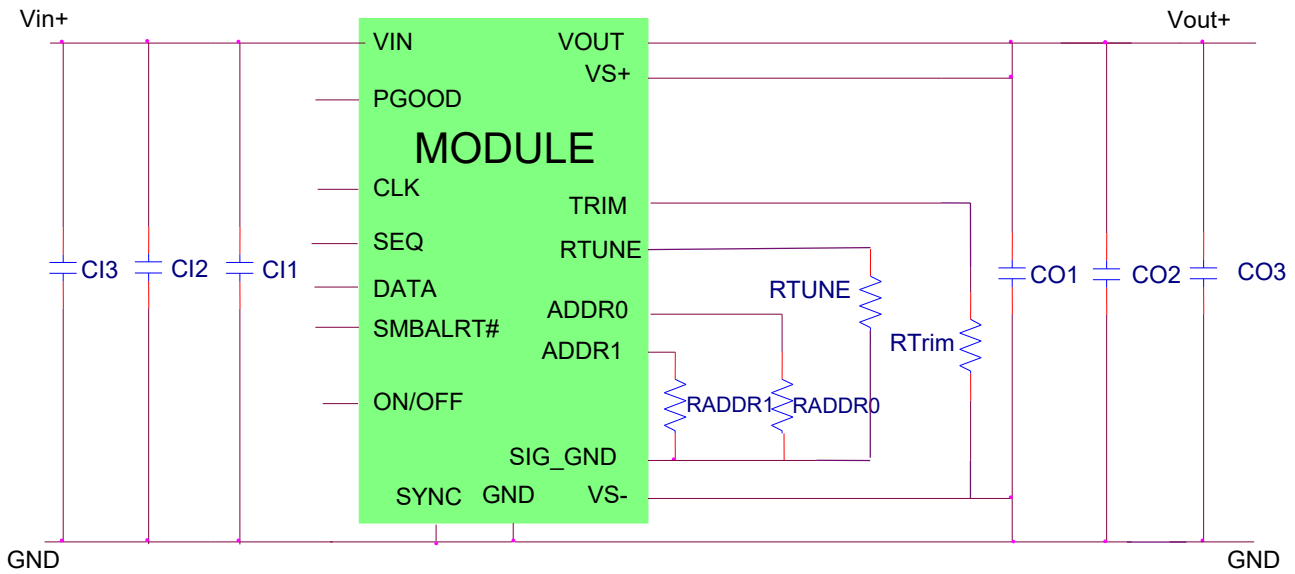 Vin+
Vout+
VIN
VOUT
VS+
PGOOD
MODULE
CLK
TRIM
SEQ
RTUNE
CI3
CI2
CI1
CO1
CO2
CO3
DATA
RTUNE
ADDR0
SMBALRT#
RTrim
ADDR1
ON/OFF
RADDR1
RADDR0
SIG_GND
SYNC
GND
VS-
GND
GND